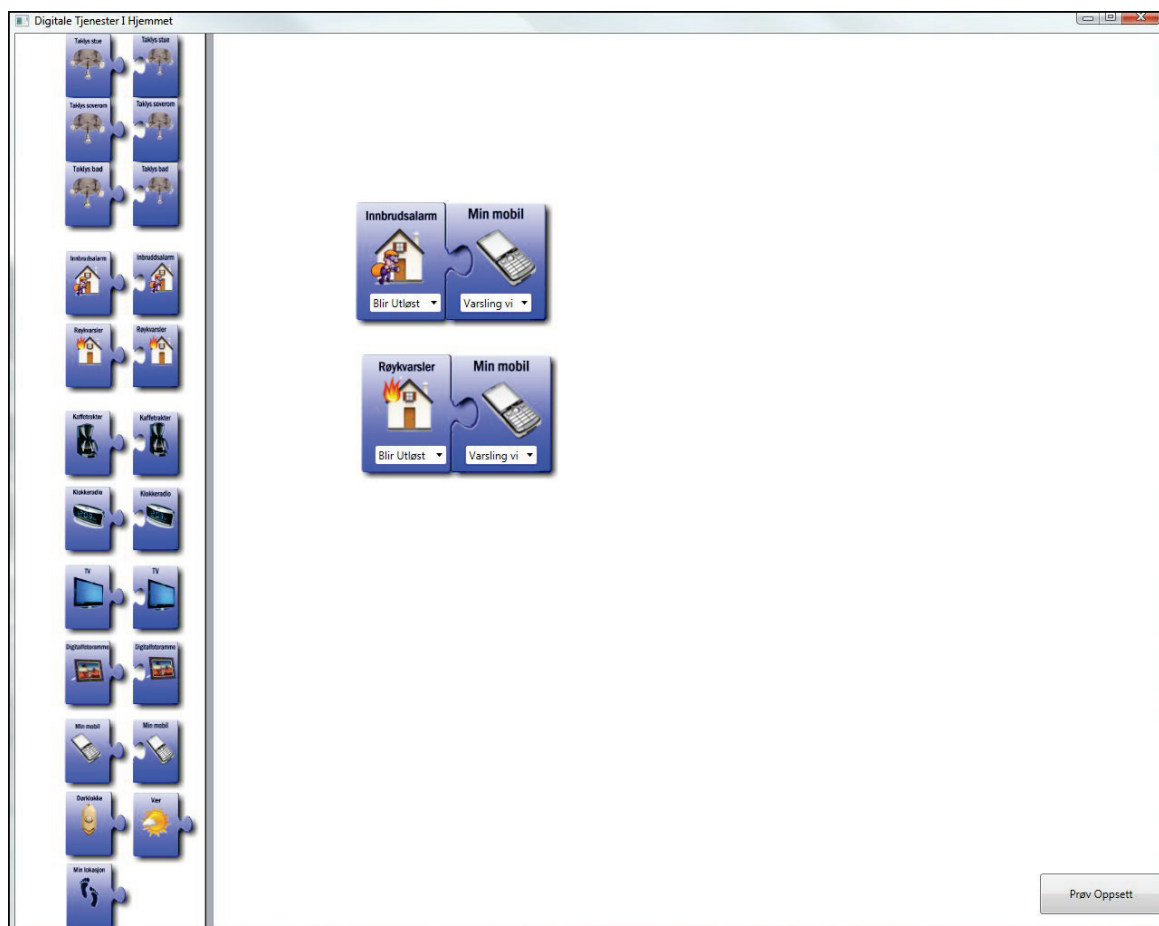 Digitale Tjenester I Hjemmet
Taklys stue Taklys stue
Taklys soverom Taklys soverom
Taklys bad Taklys bad
Innbrudsalarm Inbruddsalarm
Røykvarsler Røykvarsler
Kaffetrakter Kaffetrakter
Klokkeradio Klokkeradio
TV TV
Digitalfotoramme Digitalfotoramme
Min mobil Min mobil
Dørklokke Vær
Min lokasjon
Innbrudsalarm Min mobil
Blir Utløst Varsling vi
Røykvarsler Min mobil
Blir Utløst Varsling vi
Prøv Oppsett